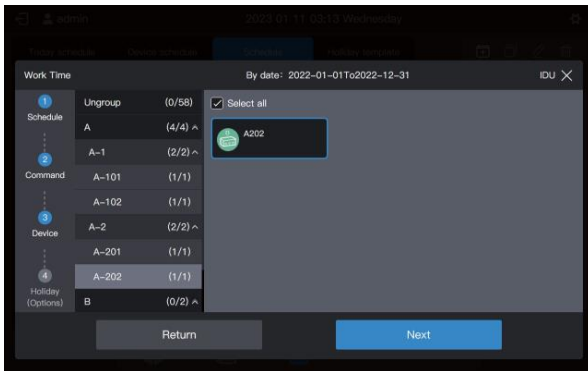 admin
2023 01 11 03:13 Wednesday
Today schedule Device schedule Schedule Holiday template
Work Time By date: 2022-01-01To2022-12-31 IDU
1
Schedule
2
Command
3
Device
4
Holiday
(Options)
Ungroup (0/58)
A (4/4)
A-1 (2/2)
A-101 (1/1)
A-102 (1/1)
A-2 (2/2)
A-201 (1/1)
A-202 (1/1)
B (0/2)
Select all
A202
Return Next